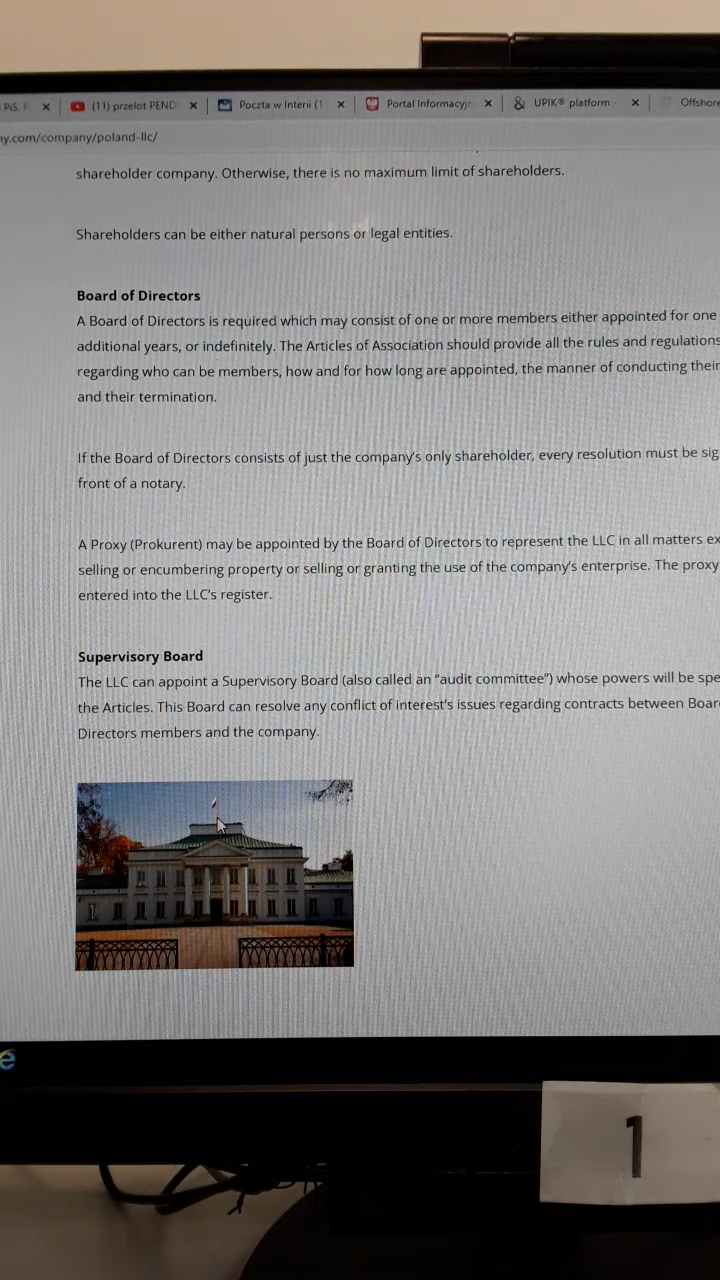 PiS. P
(11) przelot PEND
Poczta w Interii (1
Portal Informacyj
UPIK® platform -
Offshore
ny.com/company/poland-llc/
shareholder company. Otherwise, there is no maximum limit of shareholders.
Shareholders can be either natural persons or legal entities.
Board of Directors
A Board of Directors is required which may consist of one or more members either appointed for one
additional years, or indefinitely. The Articles of Association should provide all the rules and regulations
regarding who can be members, how and for how long are appointed, the manner of conducting their
and their termination.
If the Board of Directors consists of just the company's only shareholder, every resolution must be sig
front of a notary.
A Proxy (Prokurent) may be appointed by the Board of Directors to represent the LLC in all matters ex
selling or encumbering property or selling or granting the use of the company's enterprise. The proxy
entered into the LLC's register.
Supervisory Board
The LLC can appoint a Supervisory Board (also called an "audit committee") whose powers will be spe
the Articles. This Board can resolve any conflict of interest's issues regarding contracts between Boar
Directors members and the company.
1